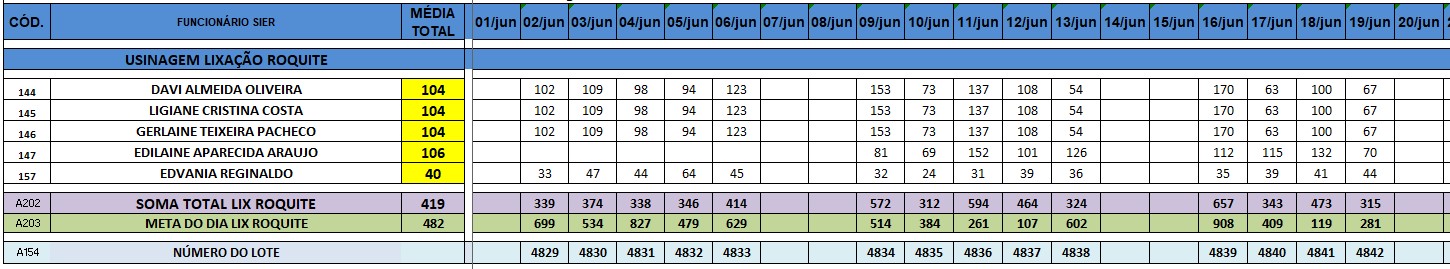 CÓD. FUNCIONÁRIO SIER MÉDIA TOTAL 01/jun 02/jun 03/jun 04/jun 05/jun 06/jun 07/jun 08/jun 09/jun 10/jun 11/jun 12/jun 13/jun 14/jun 15/jun 16/jun 17/jun 18/jun 19/jun 20/jun
USINAGEM LIXAÇÃO ROQUITE
144 DAVI ALMEIDA OLIVEIRA 104 102 109 98 94 123 153 73 137 108 54 170 63 100 67
145 LIGIANE CRISTINA COSTA 104 102 109 98 94 123 153 73 137 108 54 170 63 100 67
146 GERLAINE TEIXEIRA PACHECO 104 102 109 98 94 123 153 73 137 108 54 170 63 100 67
147 EDILAINE APARECIDA ARAUJO 106 81 69 152 101 126 112 115 132 70
157 EDVANIA REGINALDO 40 33 47 44 64 45 32 24 31 39 36 35 39 41 44
A202 SOMA TOTAL LIX ROQUITE 419 339 374 338 346 414 572 312 594 464 324 657 343 473 315
A203 META DO DIA LIX ROQUITE 482 699 534 827 479 629 514 384 261 107 602 908 409 119 281
A154 NÚMERO DO LOTE 4829 4830 4831 4832 4833 4834 4835 4836 4837 4838 4839 4840 4841 4842